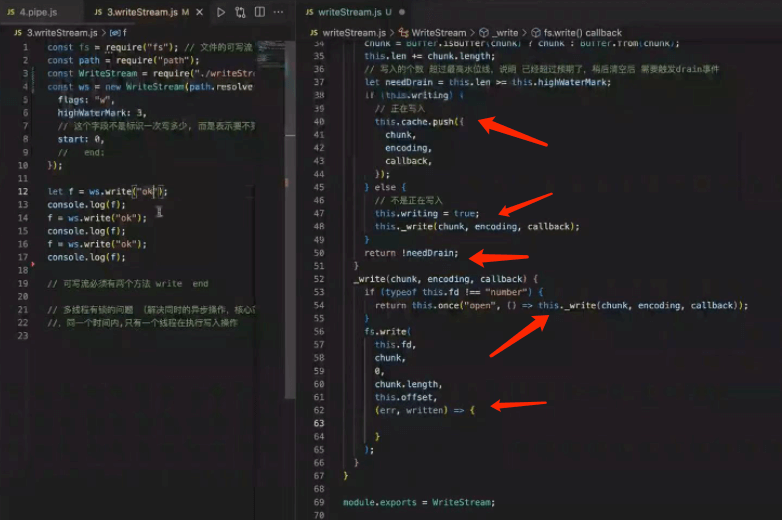 4.pipe.js
3.writeStream.js M
3.writeStream.js > f
1 const fs = require("fs"); // 文件的可写流
2 const path = require("path");
3 const WriteStream = require("./writeStr
4 const ws = new WriteStream(path.resolve
5 flags: "w",
6 highWaterMark: 3,
7 // 这个字段不是标识一次写多少, 而是表示要不
8 start: 0,
9 // end:
10 });
11
12 let f = ws.write("ok");
13 console.log(f);
14 f = ws.write("ok");
15 console.log(f);
16 f = ws.write("ok");
17 console.log(f);
18
19 // 可写流必须有两个方法 write end
20
21 // 多线程有锁的问题 (解决同时的异步操作, 核心
22 //, 同一个时间内,只有一个线程在执行写入操作
23
writeStream.js U
writeStream.js > WriteStream > _write > fs.write() callback
34 chunk = Buffer.isBuffer(chunk) ? chunk : Buffer.from(chunk);
35 this.len += chunk.length;
36 // 写入的个数 超过最高水位线, 说明 已经超过预期了, 稍后清空后 需要触发drain事件
37 let needDrain = this.len >= this.highWaterMark;
38 if (this.writing) {
39 // 正在写入
40 this.cache.push({
41 chunk,
42 encoding,
43 callback,
44 });
45 } else {
46 // 不是正在写入
47 this.writing = true;
48 this._write(chunk, encoding, callback);
49 }
50 return !needDrain;
51 }
52 _write(chunk, encoding, callback) {
53 if (typeof this.fd !== "number") {
54 return this.once("open", () => this._write(chunk, encoding, callback));
55 }
56 fs.write(
57 this.fd,
58 chunk,
59 0,
60 chunk.length,
61 this.offset,
62 (err, written) => {
63
64 }
65 );
66 }
67 }
68
69 module.exports = WriteStream;
70